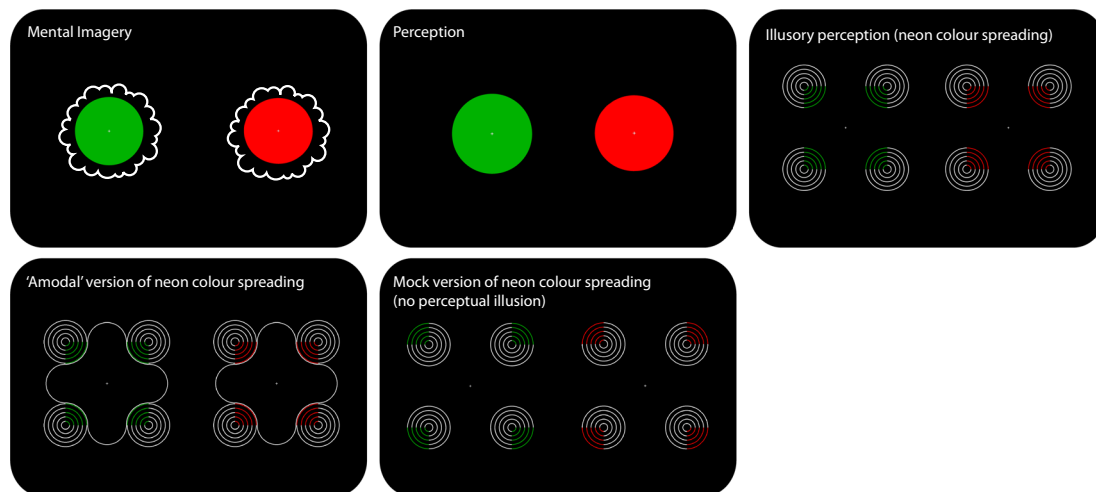 Mental Imagery
Perception
Illusory perception (neon colour spreading)
‘Amodal’ version of neon colour spreading
Mock version of neon colour spreading
(no perceptual illusion)